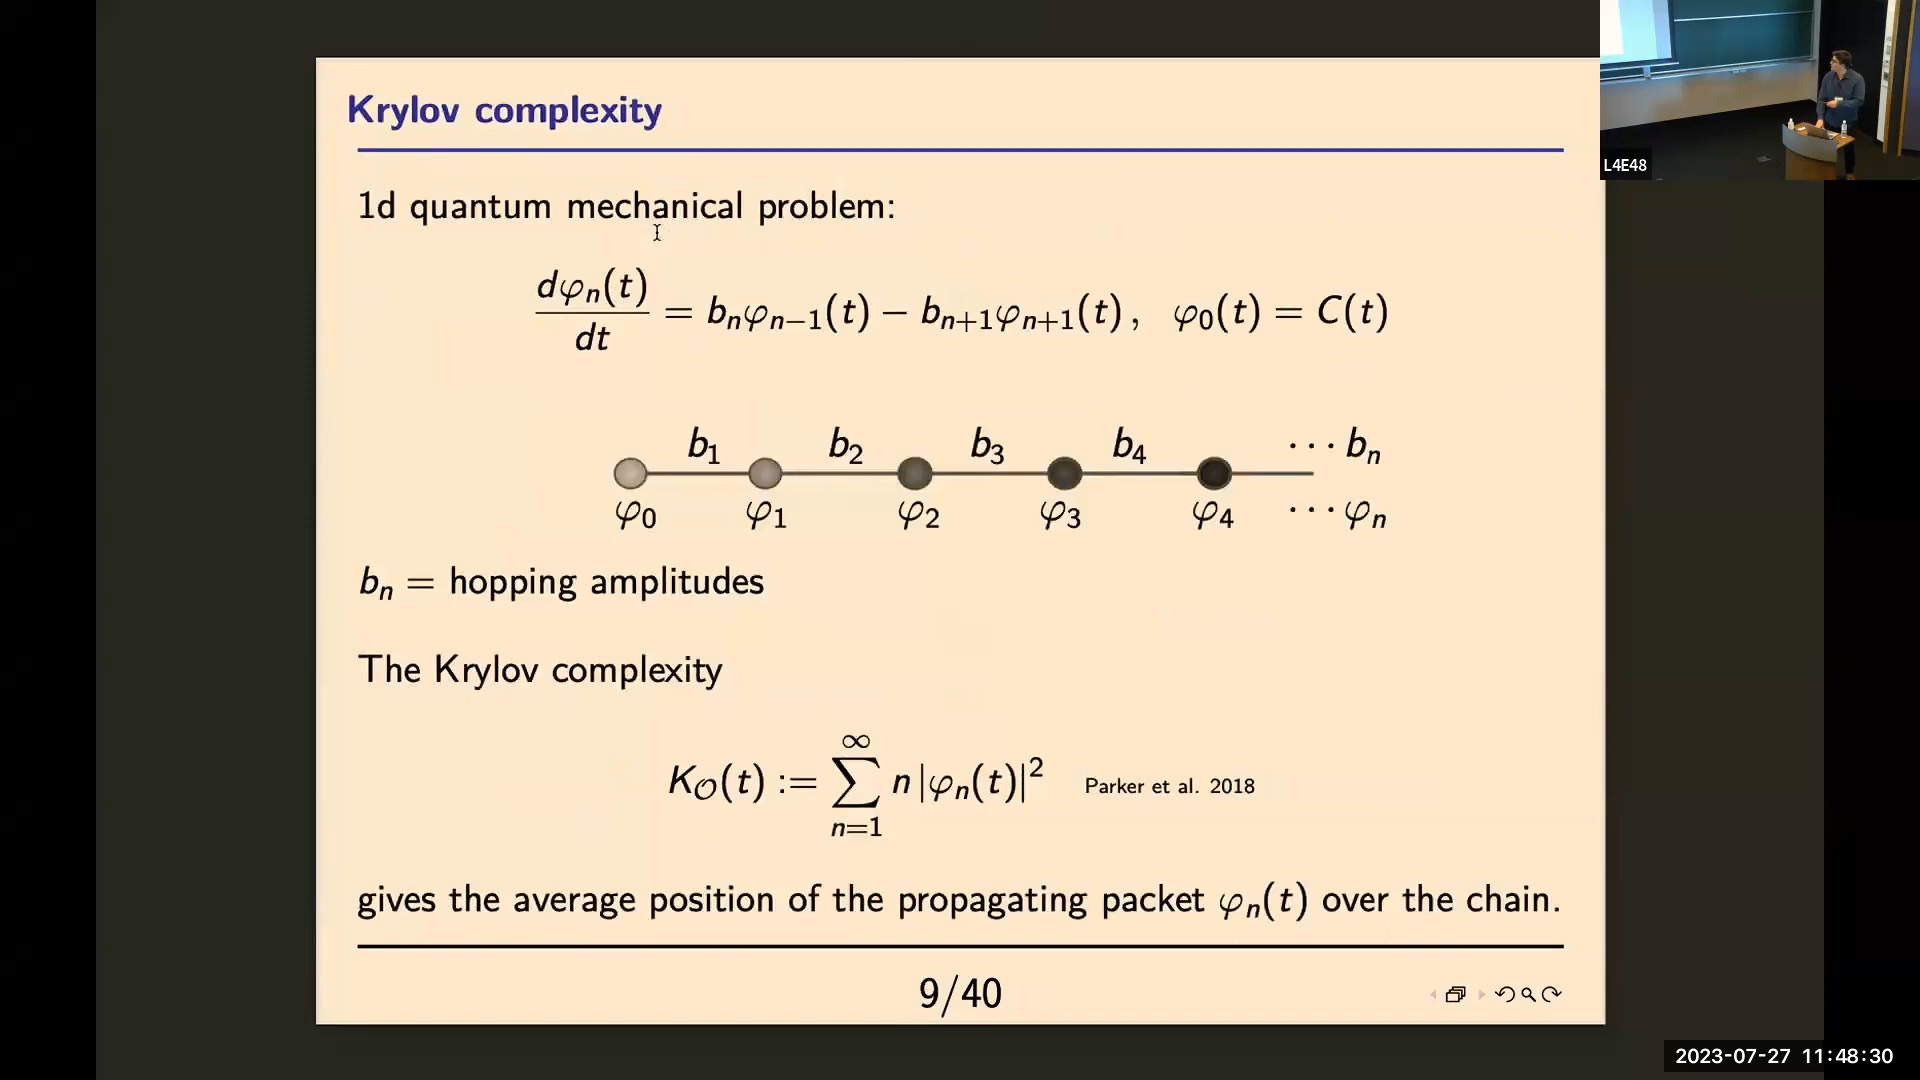 Krylov complexity
1d quantum mechanical problem:
dφₙ(t)/dt = bₙφₙ₋₁(t) − bₙ₊₁φₙ₊₁(t) ,   φ₀(t) = C(t)
b₁ b₂ b₃ b₄ ··· bₙ
φ₀ φ₁ φ₂ φ₃ φ₄ ··· φₙ
bₙ = hopping amplitudes
The Krylov complexity
K_𝒪(t) := ∑_{n=1}^{∞} n |φₙ(t)|²   Parker et al. 2018
gives the average position of the propagating packet φₙ(t) over the chain.
9/40
L4E48
2023-07-27 11:48:30